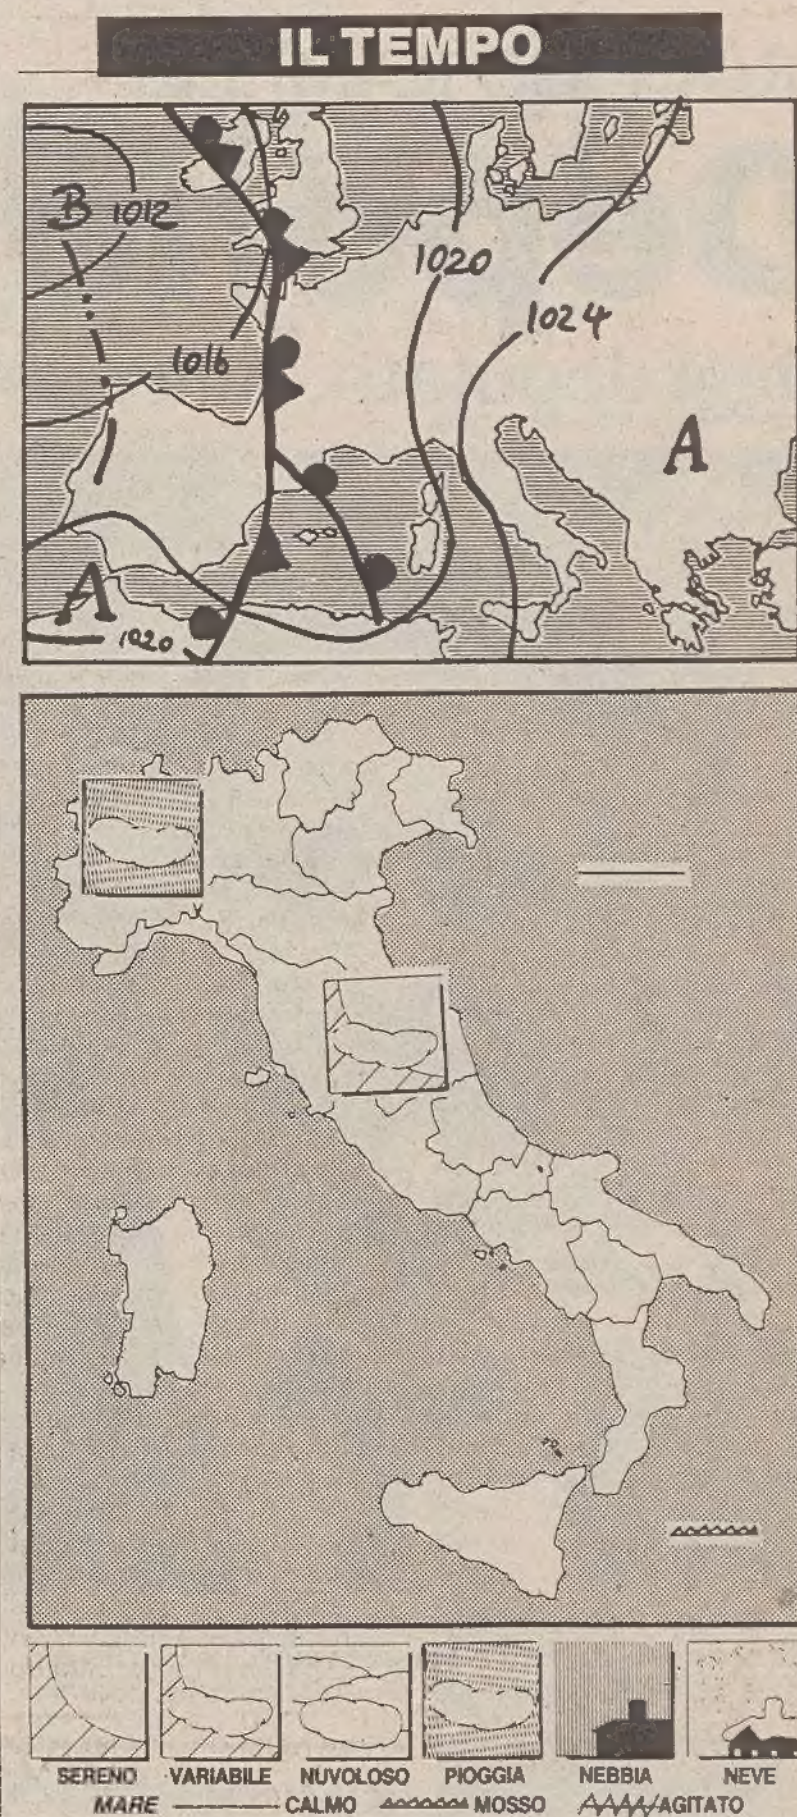 IL TEMPO
B 1012
1020
1024
1016
A
A
1020
SERENO VARIABILE NUVOLOSO PIOGGIA NEBBIA NEVE
MARE CALMO MOSSO AGITATO